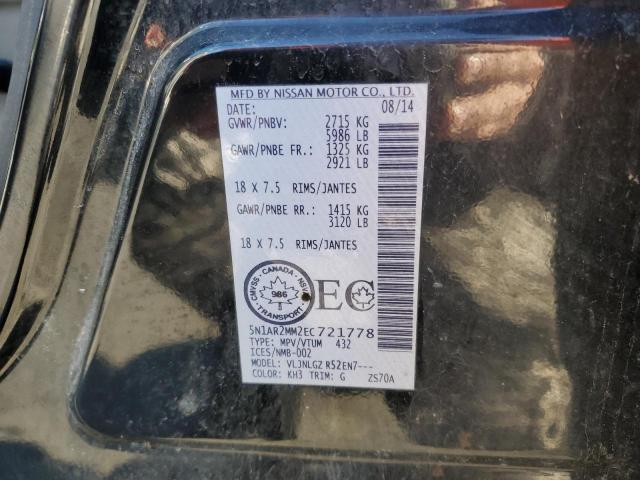 MFD BY NISSAN MOTOR CO., LTD.
DATE: 08/14
GVWR/PNBV: 2715 KG
5986 LB
GAWR/PNBE FR.: 1325 KG
2921 LB
18 X 7.5 RIMS/JANTES
GAWR/PNBE RR.: 1415 KG
3120 LB
18 X 7.5 RIMS/JANTES
CMVSS · CANADA · NSVAC
986
TRANSPORT
EC
5N1AR2MM2EC721778
TYPE: MPV/VTUM 432
ICES/NMB-002
MODEL: VLJNLGZ R52EN7---
COLOR: KH3 TRIM: G ZS70A